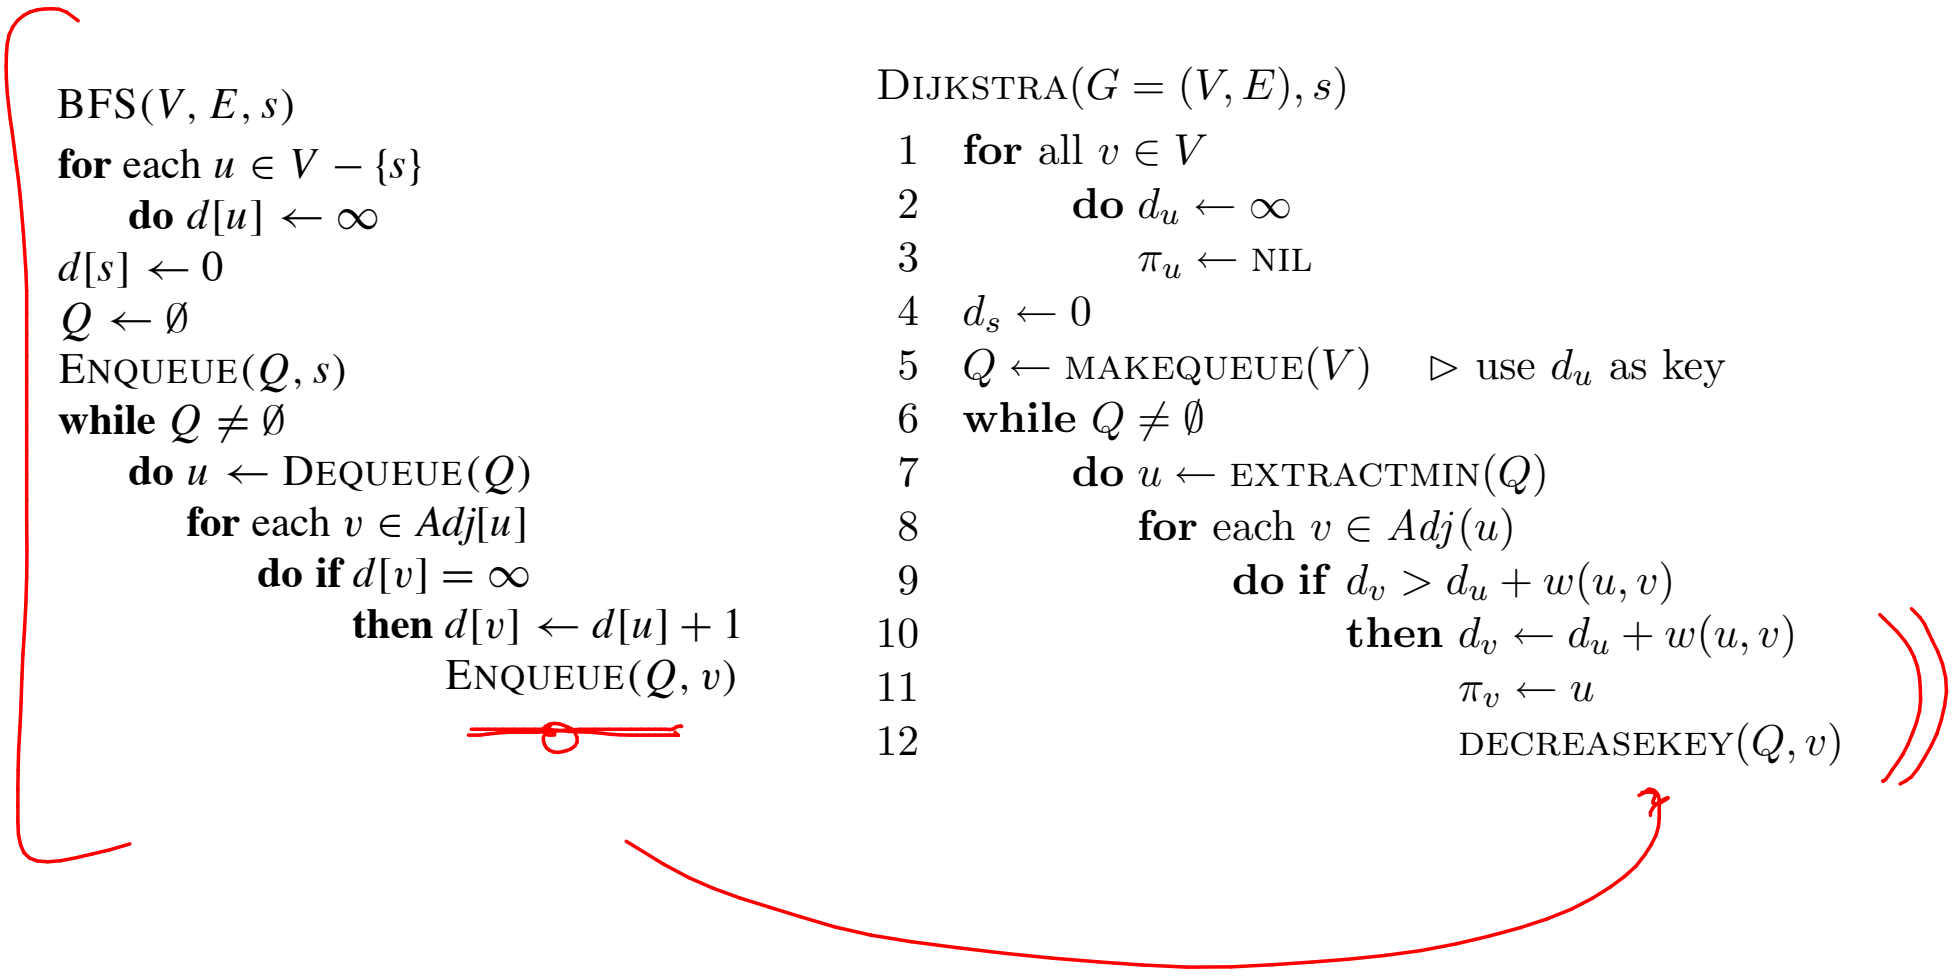 BFS(V, E, s)
for each u ∈ V − {s}
do d[u] ← ∞
d[s] ← 0
Q ← ∅
ENQUEUE(Q, s)
while Q ≠ ∅
do u ← DEQUEUE(Q)
for each v ∈ Adj[u]
do if d[v] = ∞
then d[v] ← d[u] + 1
ENQUEUE(Q, v)
DIJKSTRA(G = (V, E), s)
1 for all v ∈ V
2 do d_u ← ∞
3 π_u ← NIL
4 d_s ← 0
5 Q ← MAKEQUEUE(V) ▷ use d_u as key
6 while Q ≠ ∅
7 do u ← EXTRACTMIN(Q)
8 for each v ∈ Adj(u)
9 do if d_v > d_u + w(u, v)
10 then d_v ← d_u + w(u, v)
11 π_v ← u
12 DECREASEKEY(Q, v)